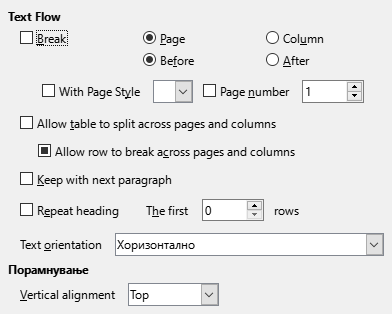 Text Flow
Break Page Column
Before After
With Page Style Page number 1
Allow table to split across pages and columns
Allow row to break across pages and columns
Keep with next paragraph
Repeat heading The first 0 rows
Text orientation Хоризонтално
Порамнување
Vertical alignment Top